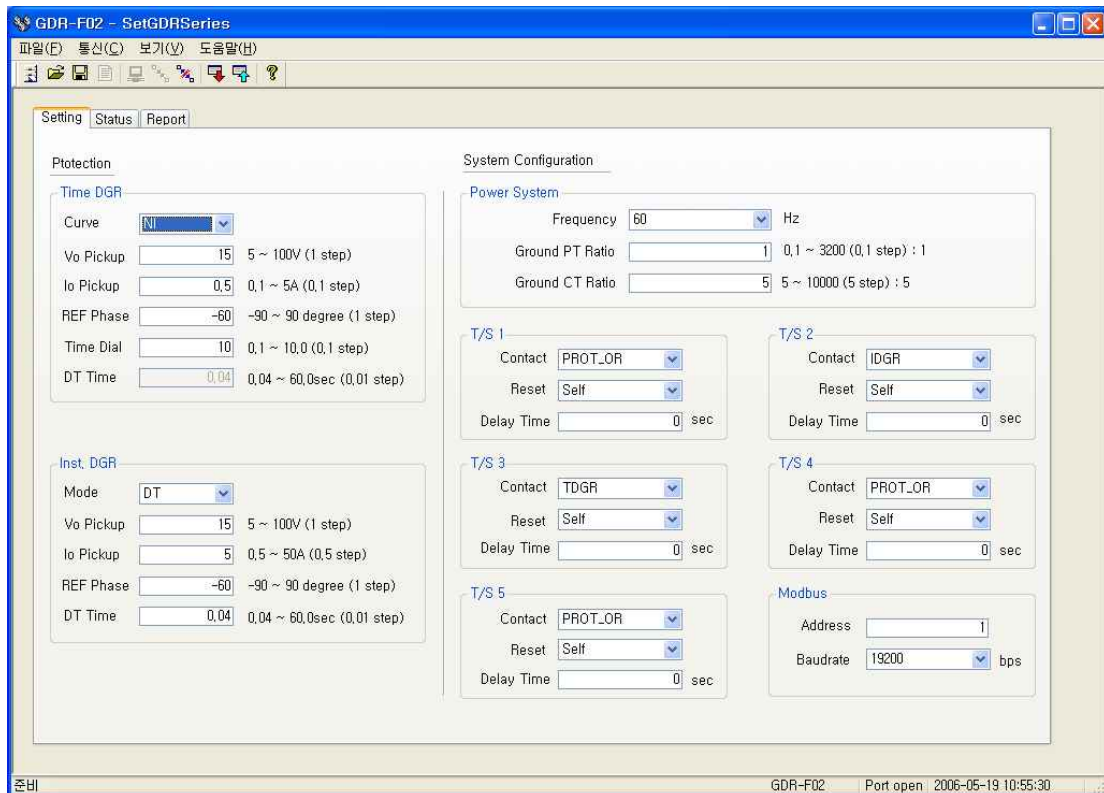 GDR-F02 - SetGDRSeries
파일(F) 통신(C) 보기(V) 도움말(H)
Setting Status Report
Ptotection
Time DGR
Curve NI
Vo Pickup 15 5 ~ 100V (1 step)
Io Pickup 0,5 0,1 ~ 5A (0,1 step)
REF Phase -60 -90 ~ 90 degree (1 step)
Time Dial 10 0,1 ~ 10,0 (0,1 step)
DT Time 0,04 0,04 ~ 60,0sec (0,01 step)
Inst, DGR
Mode DT
Vo Pickup 15 5 ~ 100V (1 step)
Io Pickup 5 0,5 ~ 50A (0,5 step)
REF Phase -60 -90 ~ 90 degree (1 step)
DT Time 0,04 0,04 ~ 60,0sec (0,01 step)
System Configuration
Power System
Frequency 60 Hz
Ground PT Ratio 1 0,1 ~ 3200 (0,1 step) : 1
Ground CT Ratio 5 5 ~ 10000 (5 step) : 5
T/S 1
Contact PROT_OR
Reset Self
Delay Time 0 sec
T/S 2
Contact IDGR
Reset Self
Delay Time 0 sec
T/S 3
Contact TDGR
Reset Self
Delay Time 0 sec
T/S 4
Contact PROT_OR
Reset Self
Delay Time 0 sec
T/S 5
Contact PROT_OR
Reset Self
Delay Time 0 sec
Modbus
Address 1
Baudrate 19200 bps
준비 GDR-F02 Port open 2006-05-19 10:55:30